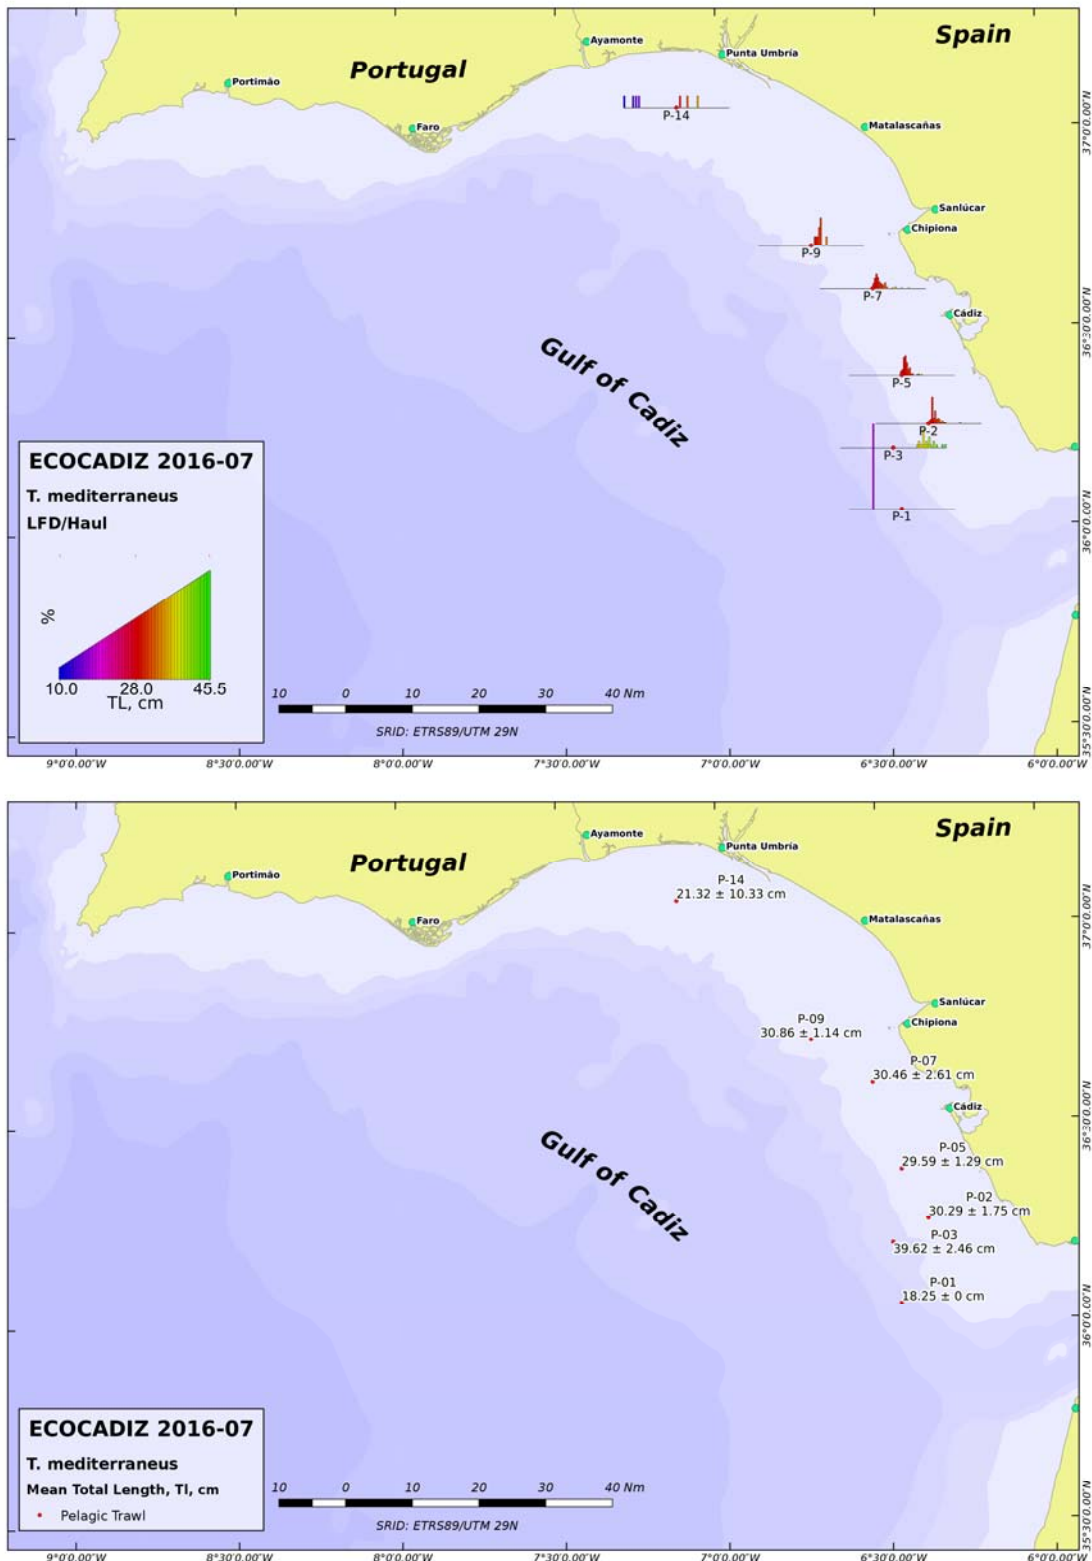 Spain
Ayamonte
Punta Umbría
Portugal
Portimão
P-14
Faro
Matalascañas
37°0'0.00"N
Sanlúcar
Chipiona
P-9
P-7
Cádiz
36°30'0.00"N
Gulf of Cadiz
P-5
P-2
P-3
P-1
36°0'0.00"N
ECOCADIZ 2016-07
T. mediterraneus
LFD/Haul
%
10.0 28.0 45.5
TL, cm
10 0 10 20 30 40 Nm
SRID: ETRS89/UTM 29N
35°30'0.00"N
9°0'0.00"W 8°30'0.00"W 8°0'0.00"W 7°30'0.00"W 7°0'0.00"W 6°30'0.00"W 6°0'0.00"W
Spain
Ayamonte
Punta Umbría
Portugal
Portimão
P-14
21.32 ± 10.33 cm
Faro
Matalascañas
37°0'0.00"N
Sanlúcar
Chipiona
P-09
30.86 ± 1.14 cm
P-07
30.46 ± 2.61 cm
Cádiz
36°30'0.00"N
Gulf of Cadiz
P-05
29.59 ± 1.29 cm
P-02
30.29 ± 1.75 cm
P-03
39.62 ± 2.46 cm
P-01
18.25 ± 0 cm
36°0'0.00"N
ECOCADIZ 2016-07
T. mediterraneus
Mean Total Length, Tl, cm
Pelagic Trawl
10 0 10 20 30 40 Nm
SRID: ETRS89/UTM 29N
35°30'0.00"N
9°0'0.00"W 8°30'0.00"W 8°0'0.00"W 7°30'0.00"W 7°0'0.00"W 6°30'0.00"W 6°0'0.00"W